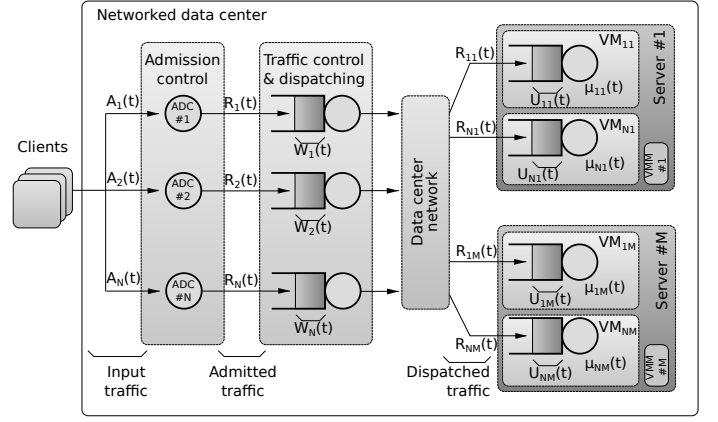 Networked data center
Clients
Admission
control
Traffic control
& dispatching
A1(t)
ADC
#1
R1(t)
W1(t)
A2(t)
ADC
#2
R2(t)
W2(t)
AN(t)
ADC
#N
RN(t)
WN(t)
Data center
network
R11(t)
VM11
U11(t)
μ11(t)
RN1(t)
VMN1
UN1(t)
μN1(t)
Server #1
VMM
#1
R1M(t)
VM1M
U1M(t)
μ1M(t)
RNM(t)
VMNM
UNM(t)
μNM(t)
Server #M
VMM
#M
Input
traffic
Admitted
traffic
Dispatched
traffic